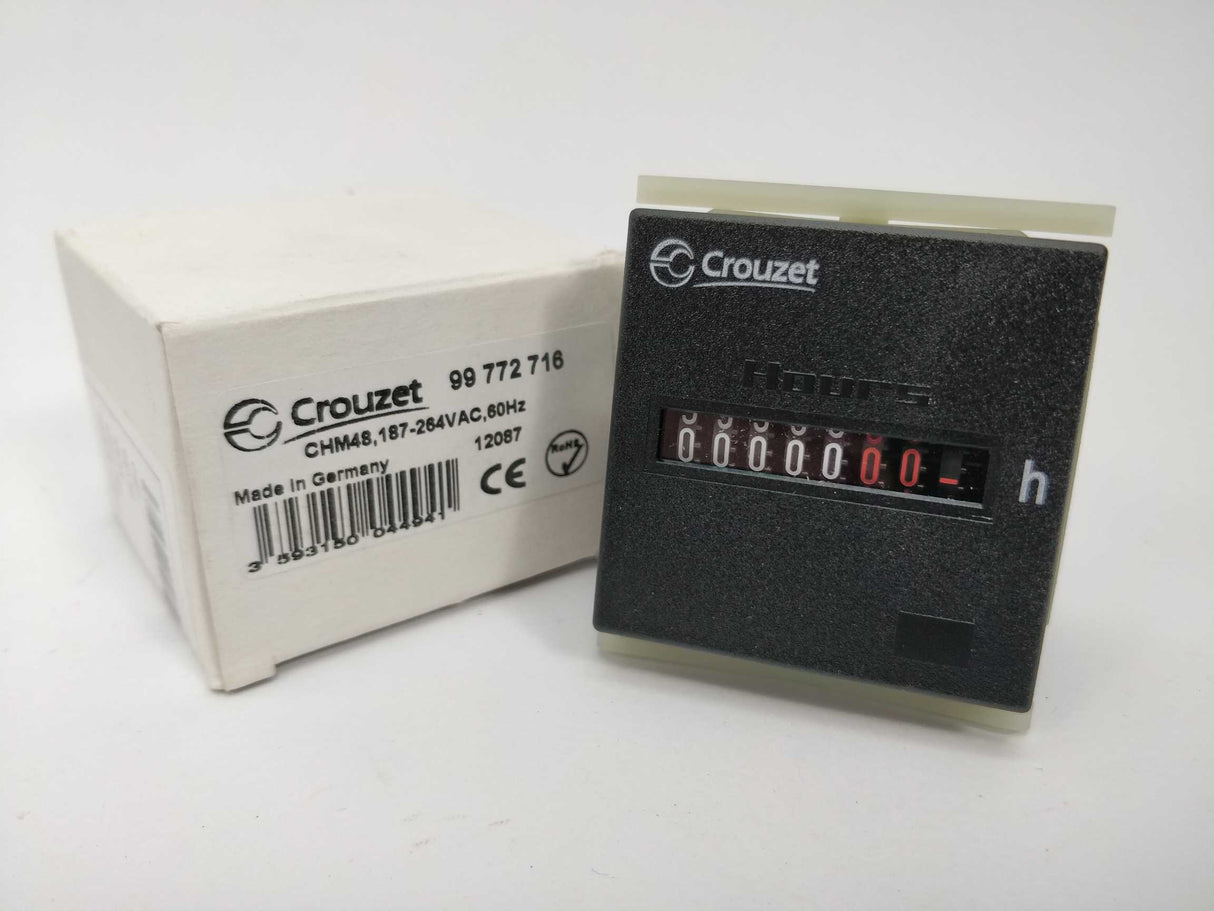 Crouzet 99 772 716
CHM48,187-264VAC,60Hz
12087
Made in Germany
CE
RoHS
3 593150 044941
Crouzet
Hours
0000000
h